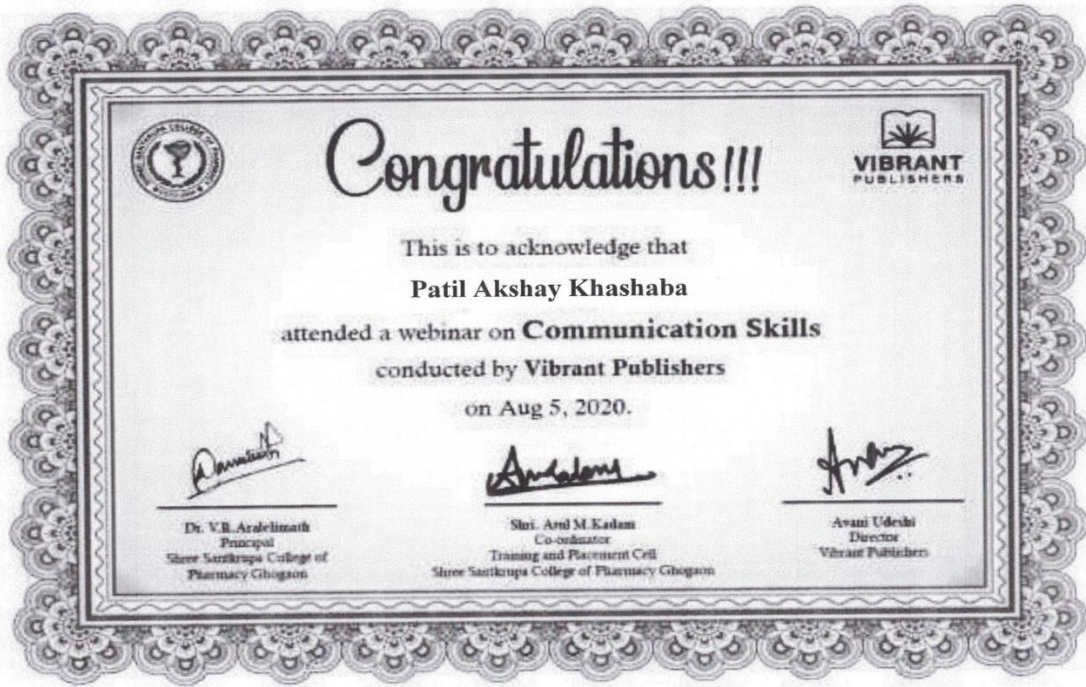 Congratulations!!!
VIBRANT
PUBLISHERS
This is to acknowledge that
Patil Akshay Khashaba
attended a webinar on Communication Skills
conducted by Vibrant Publishers
on Aug 5, 2020.
Dr. V.R. Aralelimath
Principal
Shree Santkrupa College of
Pharmacy Ghogaon
Shri. Amol M.Kadam
Co-ordinator
Training and Placement Cell
Shree Santkrupa College of Pharmacy Ghogaon
Avani Udeshi
Director
Vibrant Publishers